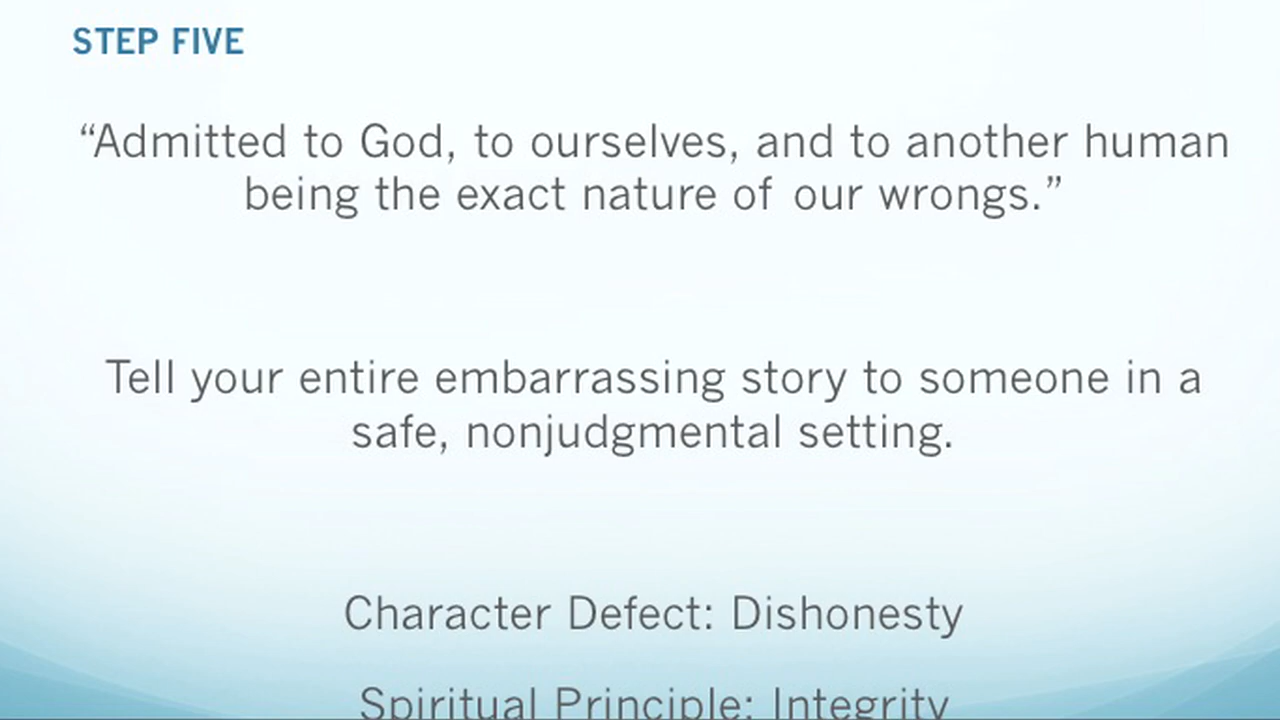 STEP FIVE
“Admitted to God, to ourselves, and to another human
being the exact nature of our wrongs.”
Tell your entire embarrassing story to someone in a
safe, nonjudgmental setting.
Character Defect: Dishonesty
Spiritual Principle: Integrity